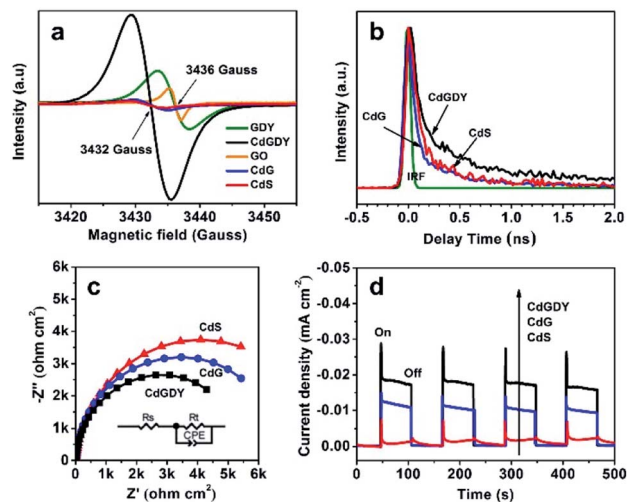 a
Intensity (a.u)
3436 Gauss
3432 Gauss
GDY
CdGDY
GO
CdG
CdS
3420 3430 3440 3450
Magnetic field (Gauss)
b
Intensity (a.u.)
CdGDY
CdG
CdS
IRF
-0.5 0.0 0.5 1.0 1.5 2.0
Delay Time (ns)
c
-Z'' (ohm cm²)
6k
5k
4k
3k
2k
1k
0
CdS
CdG
CdGDY
Rs Rt
CPE
0 1k 2k 3k 4k 5k 6k
Z' (ohm cm²)
d
Current density (mA cm⁻²)
-0.05
-0.04
-0.03
-0.02
-0.01
0.00
CdGDY
CdG
CdS
On
Off
0 100 200 300 400 500
Time (s)